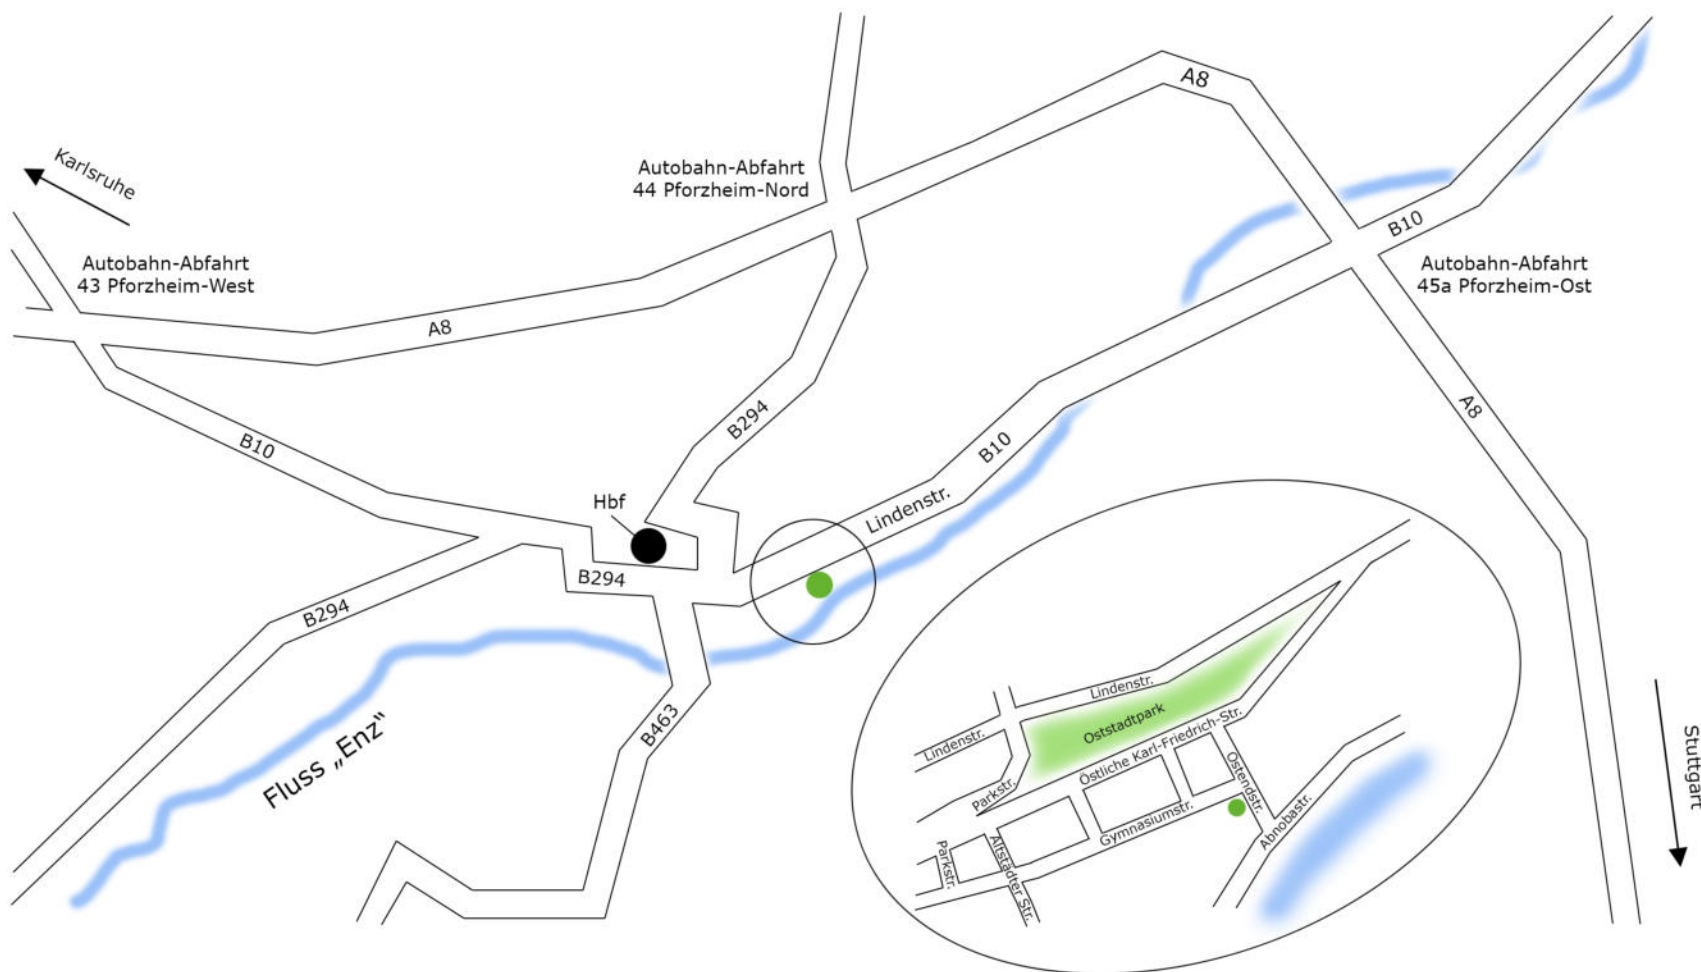 A8
Karlsruhe
Autobahn-Abfahrt
44 Pforzheim-Nord
B10
Autobahn-Abfahrt
43 Pforzheim-West
Autobahn-Abfahrt
45a Pforzheim-Ost
A8
A8
B294
B10
B10
Hbf
Lindenstr.
B294
B294
Fluss „Enz“
B463
Stuttgart
Lindenstr.
Oststadtpark
Lindenstr.
Östliche Karl-Friedrich-Str.
Parkstr.
Ostendstr.
Gymnasiumstr.
Abnobastr.
Parkstr.
Altstädter Str.